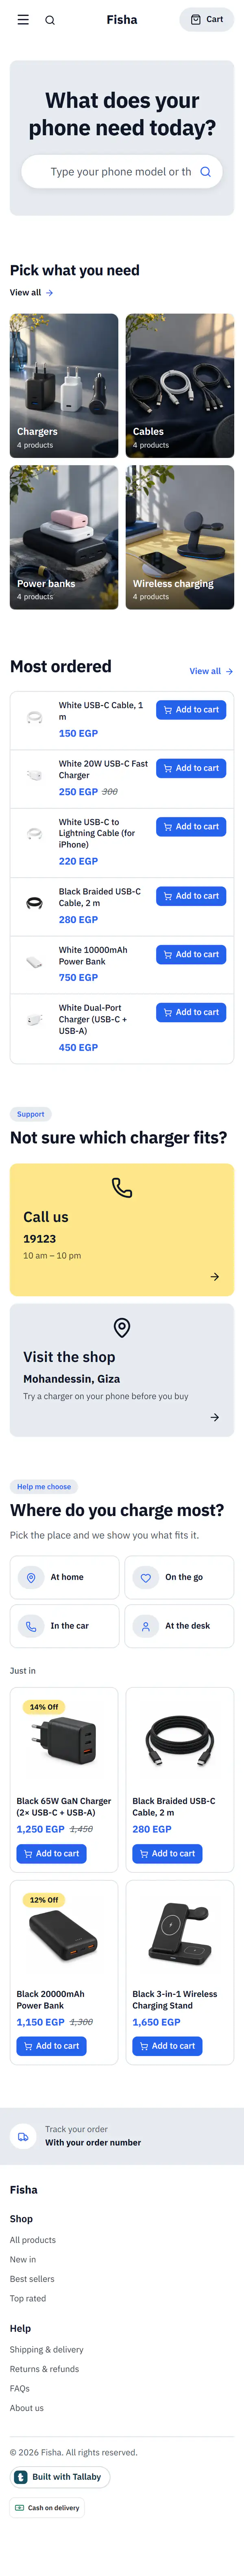 Fisha
Cart
What does your
phone need today?
Type your phone model or th
Pick what you need
View all
Chargers
4 products
Cables
4 products
Power banks
4 products
Wireless charging
4 products
Most ordered
View all
White USB-C Cable, 1
m
150 EGP
Add to cart
White 20W USB-C Fast
Charger
250 EGP 300
Add to cart
White USB-C to
Lightning Cable (for
iPhone)
220 EGP
Add to cart
Black Braided USB-C
Cable, 2 m
280 EGP
Add to cart
White 10000mAh
Power Bank
750 EGP
Add to cart
White Dual-Port
Charger (USB-C +
USB-A)
450 EGP
Add to cart
Support
Not sure which charger fits?
Call us
19123
10 am – 10 pm
Visit the shop
Mohandessin, Giza
Try a charger on your phone before you buy
Help me choose
Where do you charge most?
Pick the place and we show you what fits it.
At home
On the go
In the car
At the desk
Just in
14% Off
Black 65W GaN Charger
(2× USB-C + USB-A)
1,250 EGP 1,450
Add to cart
Black Braided USB-C
Cable, 2 m
280 EGP
Add to cart
12% Off
Black 20000mAh
Power Bank
1,150 EGP 1,300
Add to cart
Black 3-in-1 Wireless
Charging Stand
1,650 EGP
Add to cart
Track your order
With your order number
Fisha
Shop
All products
New in
Best sellers
Top rated
Help
Shipping & delivery
Returns & refunds
FAQs
About us
© 2026 Fisha. All rights reserved.
Built with Tallaby
Cash on delivery